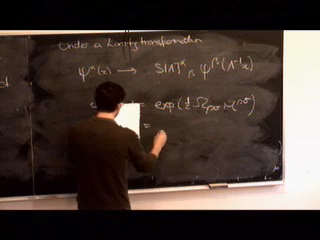 Under a Lorentz transformation
ψ^α(x) → S[Λ]^α_β ψ^β(Λ^-1 x)
= exp(½ Ω_ρσ M^ρσ)
=